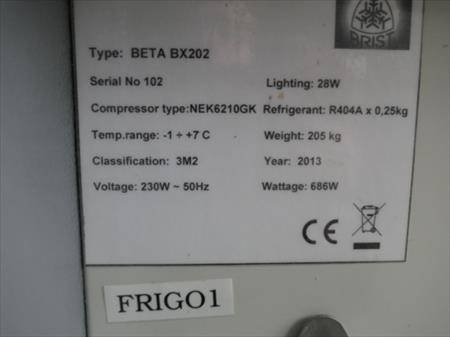 BRIST
Type: BETA BX202
Serial No 102 Lighting: 28W
Compressor type:NEK6210GK Refrigerant: R404A x 0,25kg
Temp.range: -1 ÷ +7 C Weight: 205 kg
Classification: 3M2 Year: 2013
Voltage: 230W ~ 50Hz Wattage: 686W
CE
FRIGO1